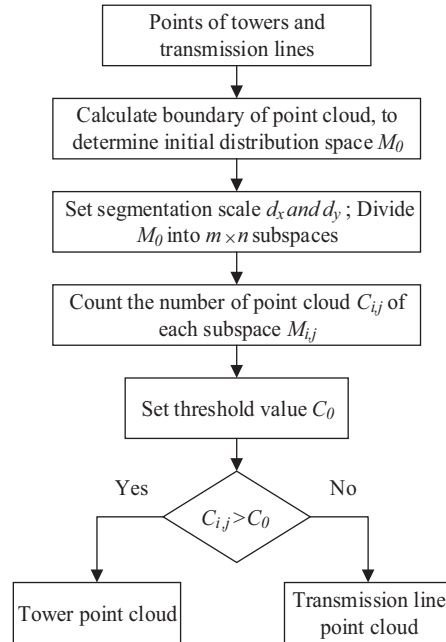 Points of towers and
transmission lines
Calculate boundary of point cloud, to
determine initial distribution space M0
Set segmentation scale dx and dy ; Divide
M0 into m×n subspaces
Count the number of point cloud Ci,j of
each subspace Mi,j
Set threshold value C0
Yes
No
Ci,j>C0
Tower point cloud
Transmission line
point cloud